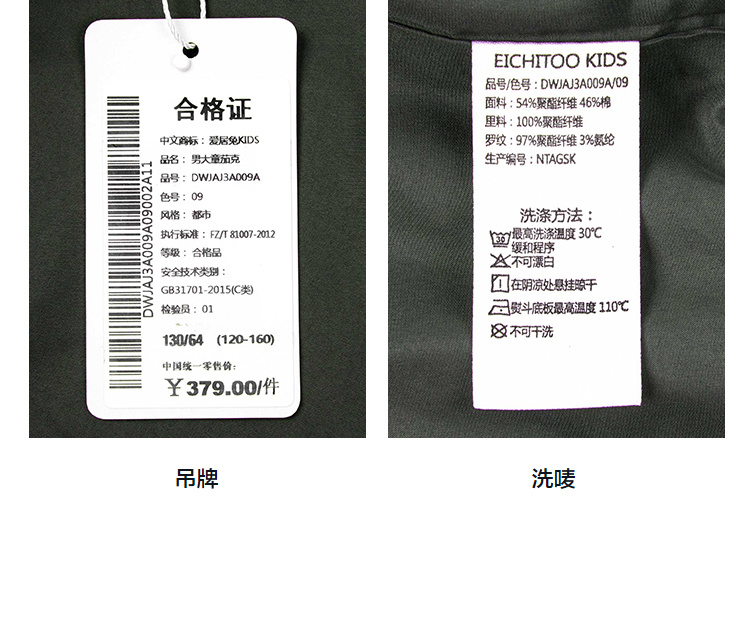 合格证
中文商标：爱居兔KIDS
品名：男大童茄克
品号：DWJAJ3A009A
色号：09
风格：都市
执行标准：FZ/T 81007-2012
等级：合格品
安全技术类别：
GB31701-2015(C类)
检验员：01
130/64 (120-160)
中国统一零售价：
￥379.00/件
DWJAJ3A009A09002A11
吊牌
EICHITOO KIDS
品号/色号：DWJAJ3A009A/09
面料：54%聚酯纤维 46%棉
里料：100%聚酯纤维
罗纹：97%聚酯纤维 3%氨纶
生产编号：NTAGSK
洗涤方法：
30
最高洗涤温度 30℃
缓和程序
不可漂白
在阴凉处悬挂晾干
熨斗底板最高温度 110℃
不可干洗
洗唛